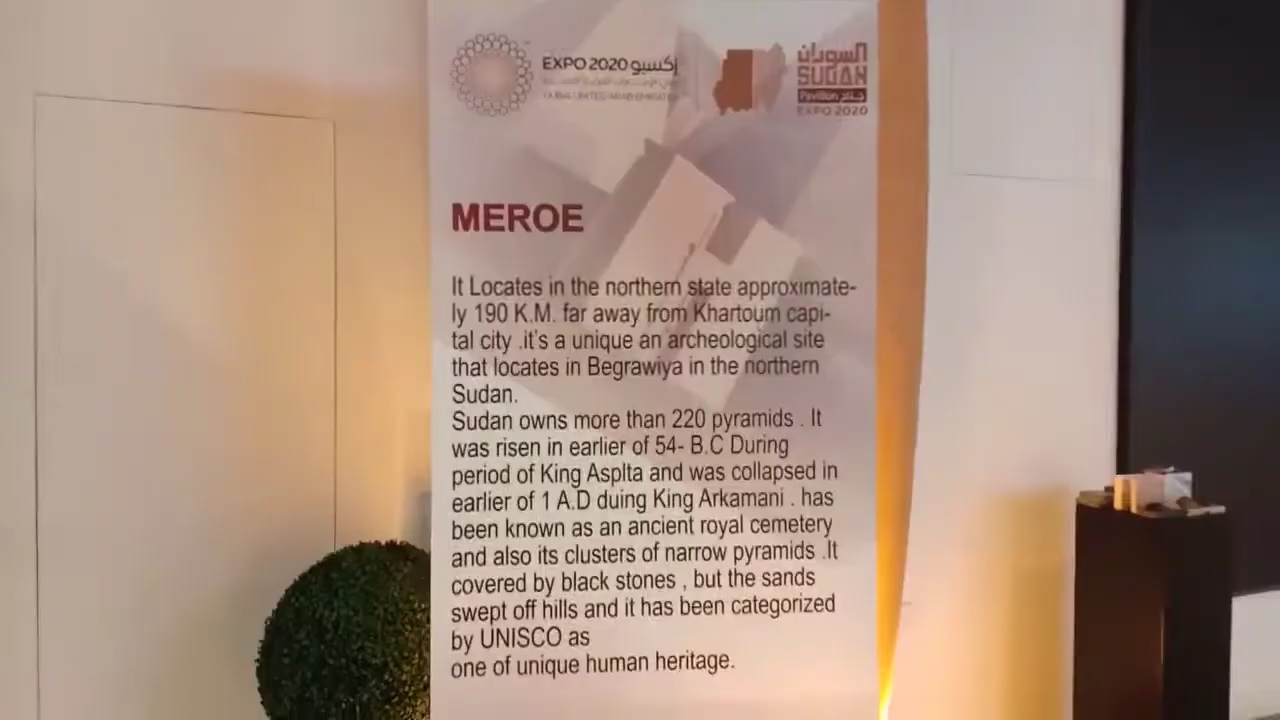 EXPO 2020 إكسبو
DUBAI, UNITED ARAB EMIRATES
السودان
SUDAN
Pavilion جناح
EXPO 2020
MEROE
It Locates in the northern state approximate-
ly 190 K.M. far away from Khartoum capi-
tal city .it's a unique an archeological site
that locates in Begrawiya in the northern
Sudan.
Sudan owns more than 220 pyramids . It
was risen in earlier of 54- B.C During
period of King Asplta and was collapsed in
earlier of 1 A.D duing King Arkamani . has
been known as an ancient royal cemetery
and also its clusters of narrow pyramids .It
covered by black stones , but the sands
swept off hills and it has been categorized
by UNISCO as
one of unique human heritage.